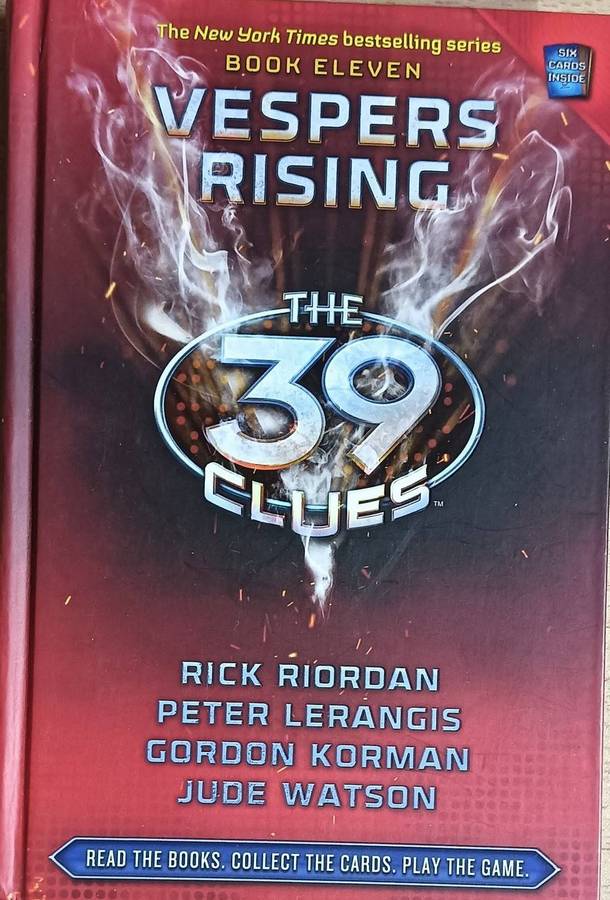 The New York Times bestselling series
BOOK ELEVEN
SIX
CARDS
INSIDE
VESPERS
RISING
THE
39
CLUES™
RICK RIORDAN
PETER LERANGIS
GORDON KORMAN
JUDE WATSON
READ THE BOOKS. COLLECT THE CARDS. PLAY THE GAME.